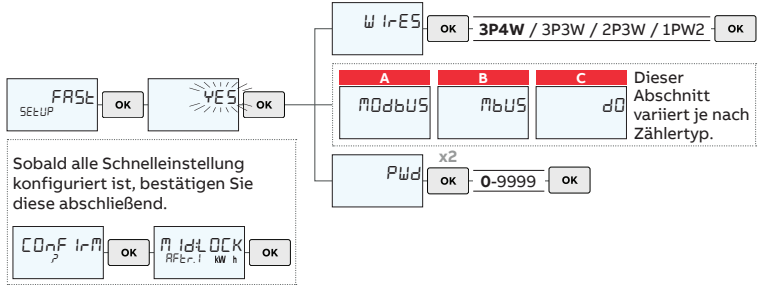 W IrES
OK
3P4W / 3P3W / 2P3W / 1PW2
OK
FASt
SEtUP
OK
YES
OK
A
B
C
MOdbUS
MbUS
dO
Dieser
Abschnitt
variiert je nach
Zählertyp.
PWd
x2
OK
0-9999
OK
Sobald alle Schnelleinstellung
konfiguriert ist, bestätigen Sie
diese abschließend.
COnF IrM
?
OK
M Id:LOCK
AFtr.1 kW h
OK